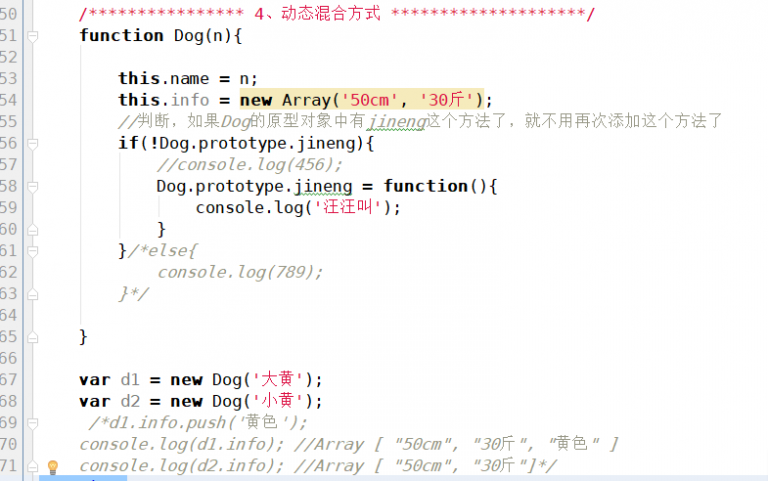 50 /**************** 4、动态混合方式 ********************/
51 function Dog(n){
52
53 this.name = n;
54 this.info = new Array('50cm', '30斤');
55 //判断，如果Dog的原型对象中有jineng这个方法了，就不用再次添加这个方法了
56 if(!Dog.prototype.jineng){
57 //console.log(456);
58 Dog.prototype.jineng = function(){
59 console.log('汪汪叫');
60 }
61 }/*else{
62 console.log(789);
63 }*/
64
65 }
66
67 var d1 = new Dog('大黄');
68 var d2 = new Dog('小黄');
69 /*d1.info.push('黄色');
70 console.log(d1.info); //Array [ "50cm", "30斤", "黄色" ]
71 console.log(d2.info); //Array [ "50cm", "30斤"]*/